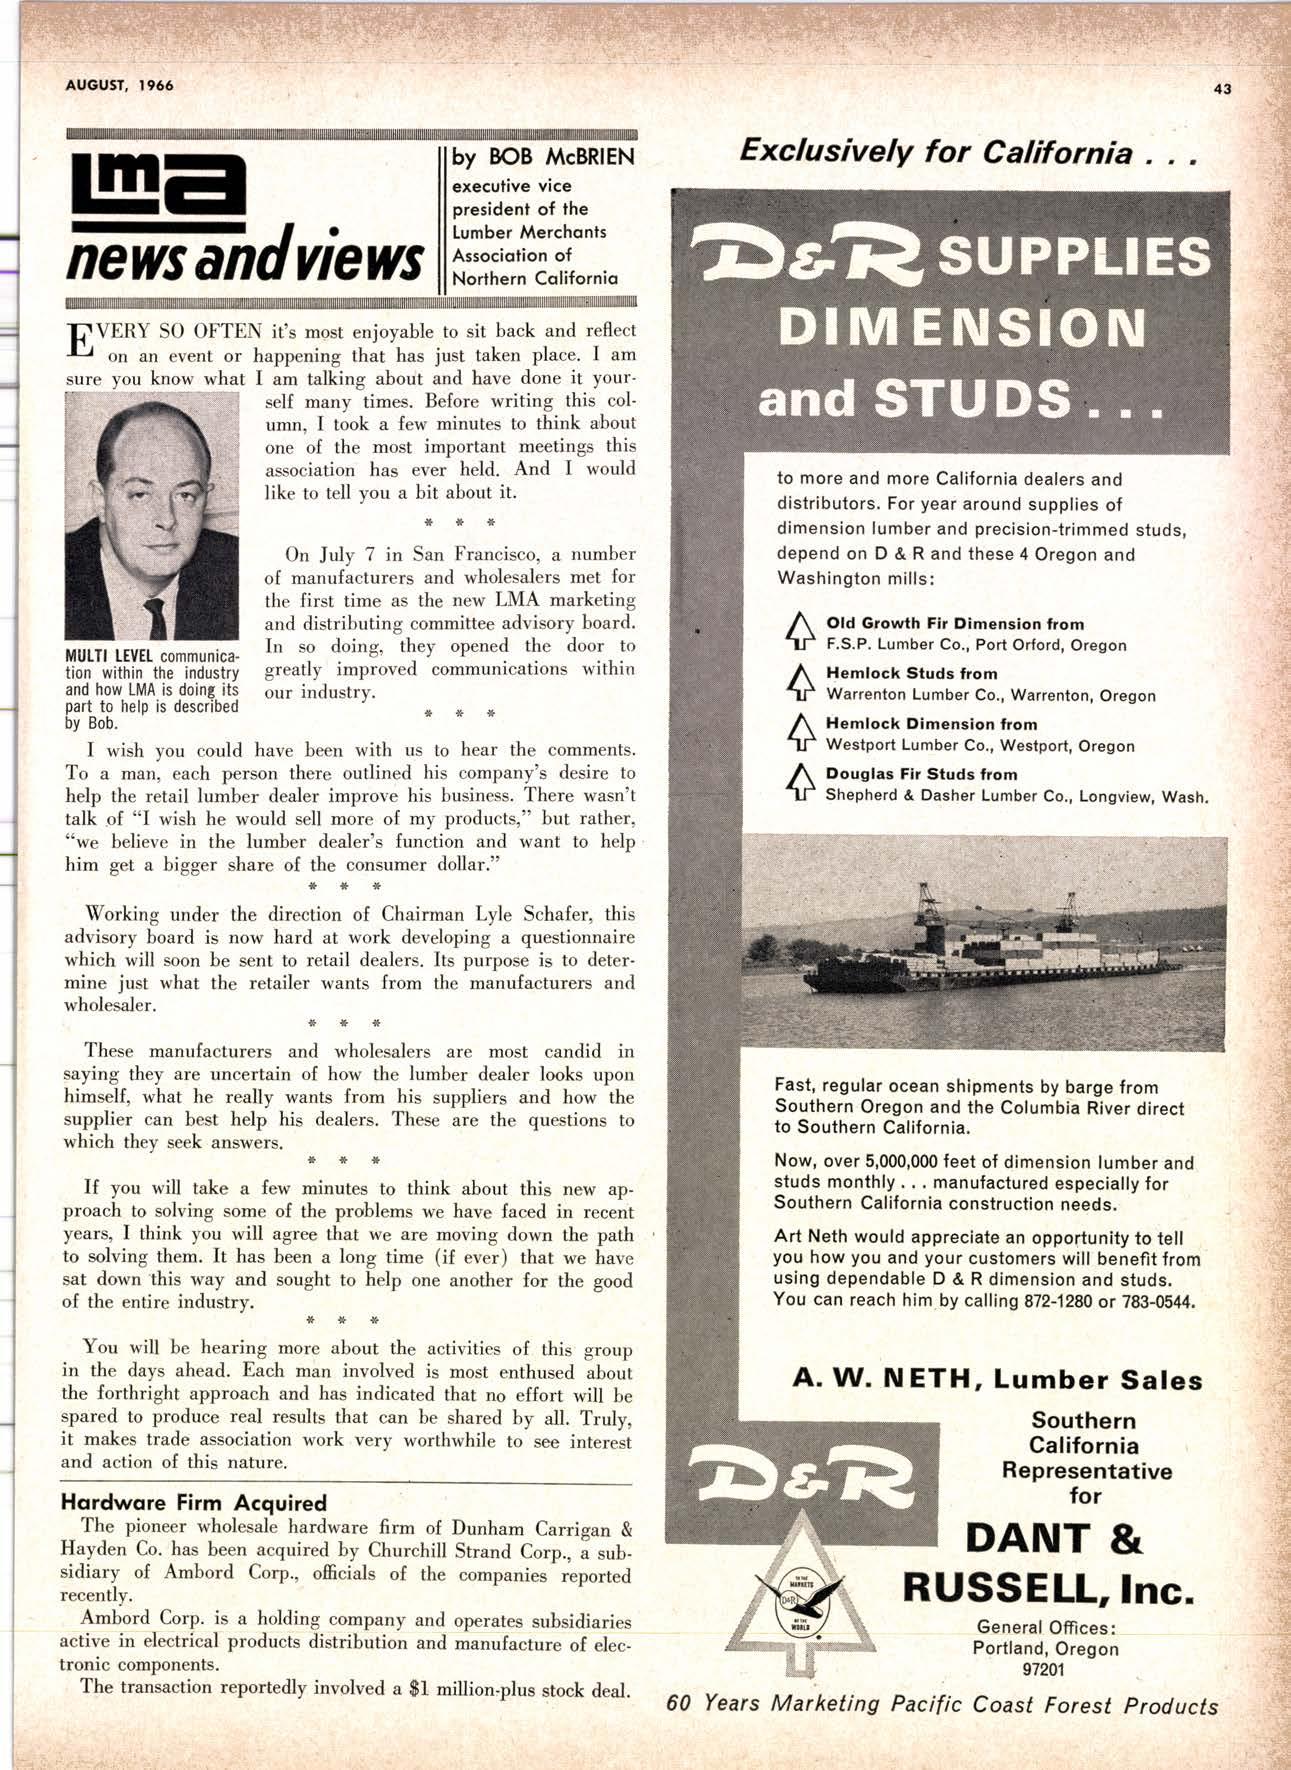 AUGUST, 1966
43
Lma
news and views
by BOB McBRIEN
executive vice
president of the
Lumber Merchants
Association of
Northern California
EVERY SO OFTEN it's most enjoyable to sit back and reflect
on an event or happening that has just taken place. I am
sure you know what I am talking about and have done it your-
self many times. Before writing this col-
umn, I took a few minutes to think about
one of the most important meetings this
association has ever held. And I would
like to tell you a bit about it.
* * *
On July 7 in San Francisco, a number
of manufacturers and wholesalers met for
the first time as the new LMA marketing
and distributing committee advisory board.
In so doing, they opened the door to
greatly improved communications within
our industry.
* * *
MULTI LEVEL communica-
tion within the industry
and how LMA is doing its
part to help is described
by Bob.
I wish you could have been with us to hear the comments.
To a man, each person there outlined his company's desire to
help the retail lumber dealer improve his business. There wasn't
talk of "I wish he would sell more of my products," but rather,
"we believe in the lumber dealer's function and want to help
him get a bigger share of the consumer dollar."
* * *
Working under the direction of Chairman Lyle Schafer, this
advisory board is now hard at work developing a questionnaire
which will soon be sent to retail dealers. Its purpose is to deter-
mine just what the retailer wants from the manufacturers and
wholesaler.
* * *
These manufacturers and wholesalers are most candid in
saying they are uncertain of how the lumber dealer looks upon
himself, what he really wants from his suppliers and how the
supplier can best help his dealers. These are the questions to
which they seek answers.
* * *
If you will take a few minutes to think about this new ap-
proach to solving some of the problems we have faced in recent
years, I think you will agree that we are moving down the path
to solving them. It has been a long time (if ever) that we have
sat down this way and sought to help one another for the good
of the entire industry.
* * *
You will be hearing more about the activities of this group
in the days ahead. Each man involved is most enthused about
the forthright approach and has indicated that no effort will be
spared to produce real results that can be shared by all. Truly,
it makes trade association work very worthwhile to see interest
and action of this nature.
Hardware Firm Acquired
The pioneer wholesale hardware firm of Dunham Carrigan &
Hayden Co. has been acquired by Churchill Strand Corp., a sub-
sidiary of Ambord Corp., officials of the companies reported
recently.
Ambord Corp. is a holding company and operates subsidiaries
active in electrical products distribution and manufacture of elec-
tronic components.
The transaction reportedly involved a $1 million-plus stock deal.
Exclusively for California . . .
D&R SUPPLIES
DIMENSION
and STUDS . . .
to more and more California dealers and
distributors. For year around supplies of
dimension lumber and precision-trimmed studs,
depend on D & R and these 4 Oregon and
Washington mills:
Old Growth Fir Dimension from
F.S.P. Lumber Co., Port Orford, Oregon
Hemlock Studs from
Warrenton Lumber Co., Warrenton, Oregon
Hemlock Dimension from
Westport Lumber Co., Westport, Oregon
Douglas Fir Studs from
Shepherd & Dasher Lumber Co., Longview, Wash.
Fast, regular ocean shipments by barge from
Southern Oregon and the Columbia River direct
to Southern California.
Now, over 5,000,000 feet of dimension lumber and
studs monthly . . . manufactured especially for
Southern California construction needs.
Art Neth would appreciate an opportunity to tell
you how you and your customers will benefit from
using dependable D & R dimension and studs.
You can reach him by calling 872-1280 or 783-0544.
A. W. NETH, Lumber Sales
Southern
California
Representative
for
DANT &
RUSSELL, Inc.
General Offices:
Portland, Oregon
97201
D&R
TO THE
MARKETS
D&R
OF THE
WORLD
60 Years Marketing Pacific Coast Forest Products